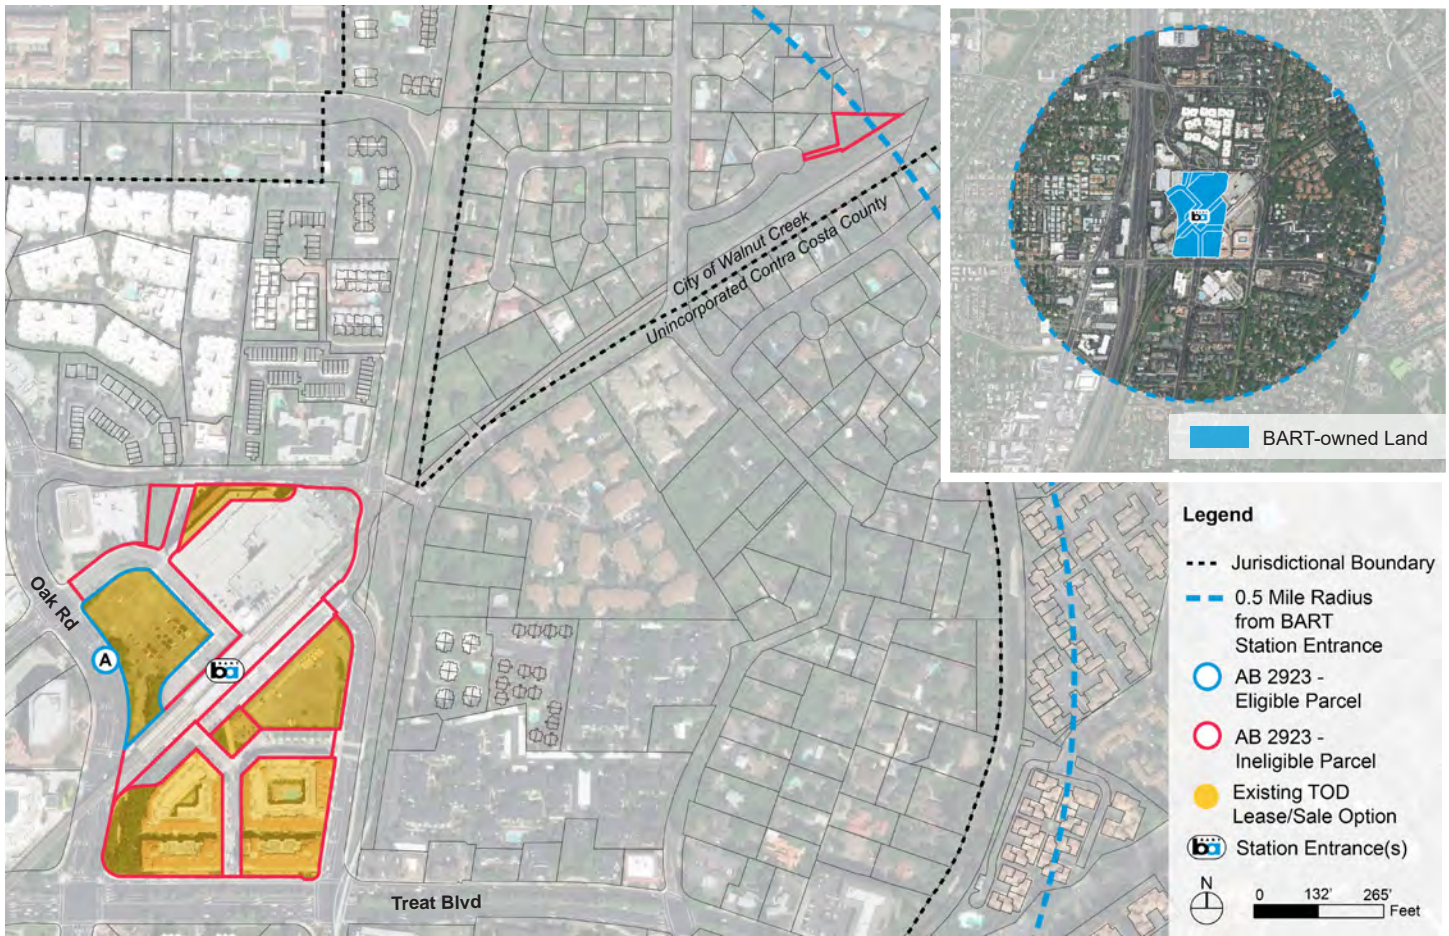 BART-owned Land
City of Walnut Creek
Unincorporated Contra Costa County
Oak Rd
A
ba
Treat Blvd
Legend
Jurisdictional Boundary
0.5 Mile Radius
from BART
Station Entrance
AB 2923 -
Eligible Parcel
AB 2923 -
Ineligible Parcel
Existing TOD
Lease/Sale Option
ba
Station Entrance(s)
N
0 132' 265'
Feet